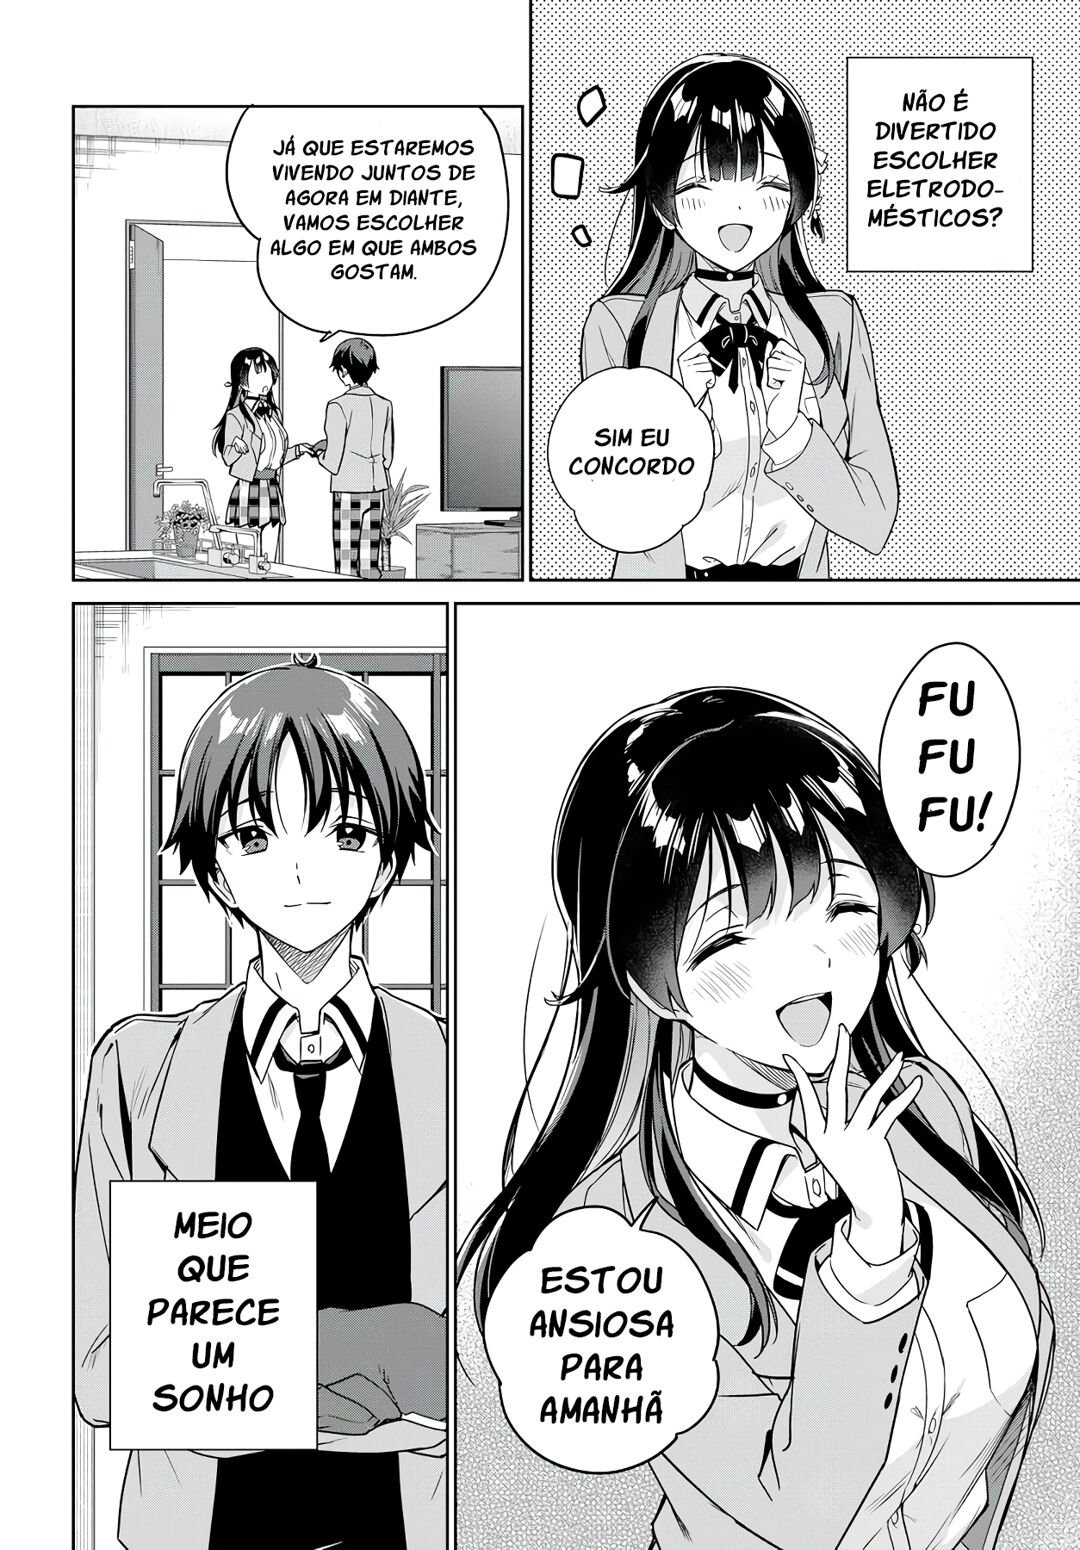 NÃO É
DIVERTIDO
ESCOLHER
ELETRODO-
MÉSTICOS?
SIM EU
CONCORDO
JÁ QUE ESTAREMOS
VIVENDO JUNTOS DE
AGORA EM DIANTE,
VAMOS ESCOLHER
ALGO EM QUE AMBOS
GOSTAM.
FU
FU
FU!
ESTOU
ANSIOSA
PARA
AMANHÃ
MEIO
QUE
PARECE
UM
SONHO